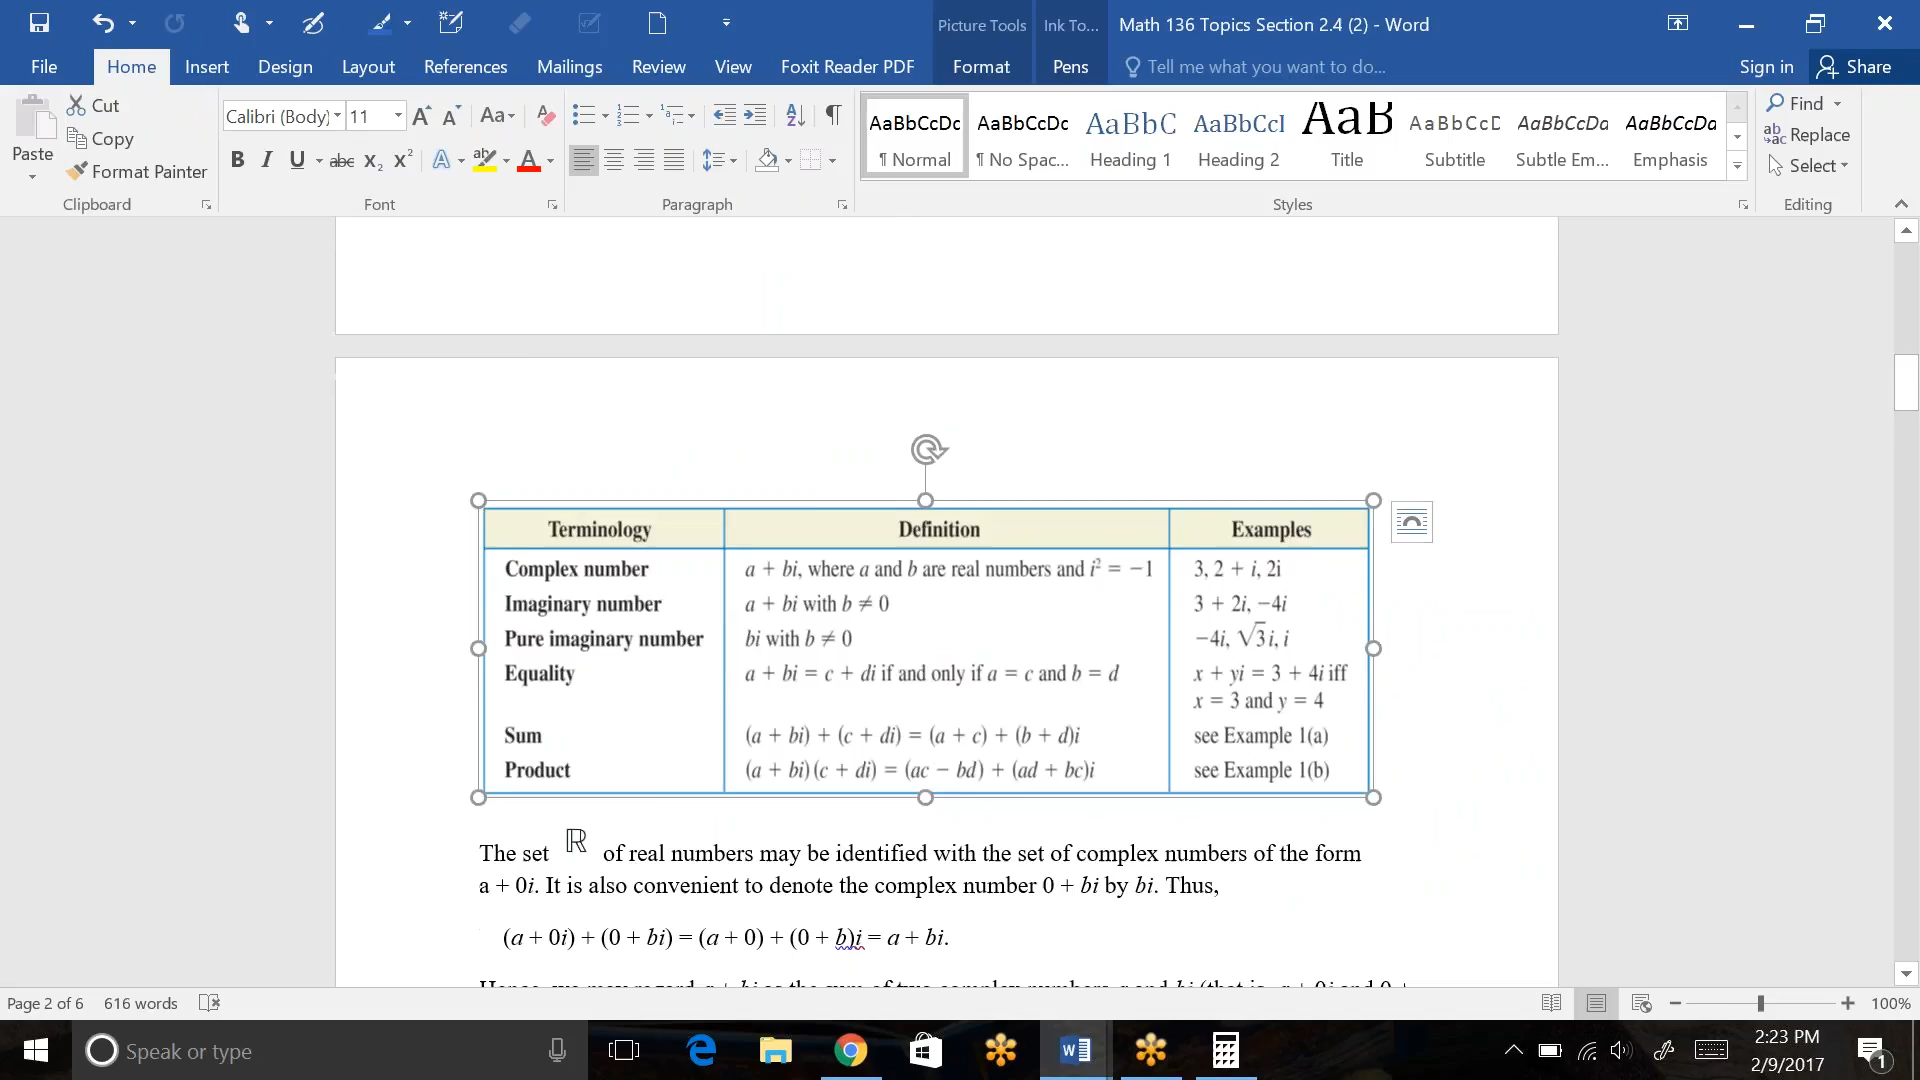 Picture Tools
Ink To...
Math 136 Topics Section 2.4 (2) - Word
File
Home
Insert
Design
Layout
References
Mailings
Review
View
Foxit Reader PDF
Format
Pens
Tell me what you want to do...
Sign in
Share
Paste
Cut
Copy
Format Painter
Clipboard
Calibri (Body)
11
Font
Paragraph
AaBbCcDc
¶ Normal
AaBbCcDc
¶ No Spac...
AaBbC
Heading 1
AaBbCcI
Heading 2
AaB
Title
AaBbCcD
Subtitle
AaBbCcDa
Subtle Em...
AaBbCcDa
Emphasis
Styles
Find
Replace
Select
Editing
Terminology Definition Examples
Complex number a + bi, where a and b are real numbers and i² = −1 3, 2 + i, 2i
Imaginary number a + bi with b ≠ 0 3 + 2i, −4i
Pure imaginary number bi with b ≠ 0 −4i, √3 i, i
Equality a + bi = c + di if and only if a = c and b = d x + yi = 3 + 4i iff
x = 3 and y = 4
Sum (a + bi) + (c + di) = (a + c) + (b + d)i see Example 1(a)
Product (a + bi)(c + di) = (ac − bd) + (ad + bc)i see Example 1(b)
The set ℝ of real numbers may be identified with the set of complex numbers of the form
a + 0i. It is also convenient to denote the complex number 0 + bi by bi. Thus,
(a + 0i) + (0 + bi) = (a + 0) + (0 + b)i = a + bi.
Page 2 of 6
616 words
100%
Speak or type
2:23 PM
2/9/2017
1